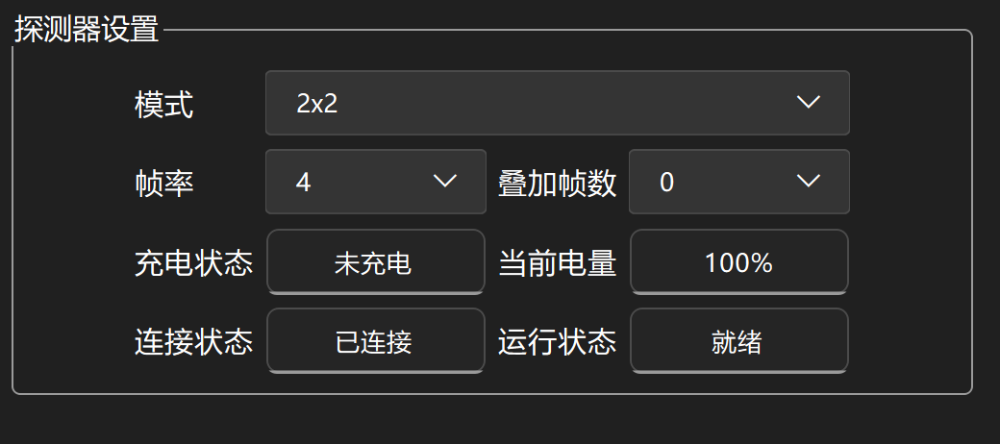 探测器设置
模式 2x2
帧率 4 叠加帧数 0
充电状态 未充电 当前电量 100%
连接状态 已连接 运行状态 就绪